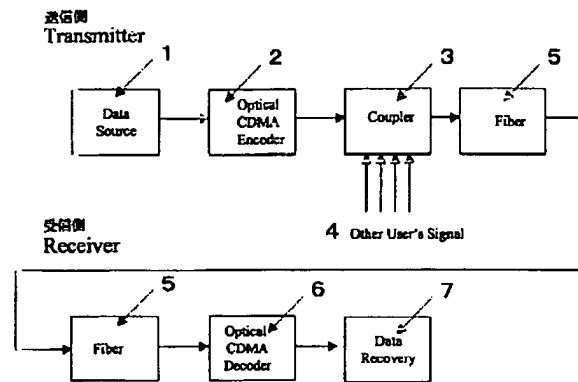 送信側
Transmitter
1
2
3
5
Data
Source
Optical
CDMA
Encoder
Coupler
Fiber
4 Other User's Signal
受信側
Receiver
5
6
7
Fiber
Optical
CDMA
Decoder
Data
Recovery